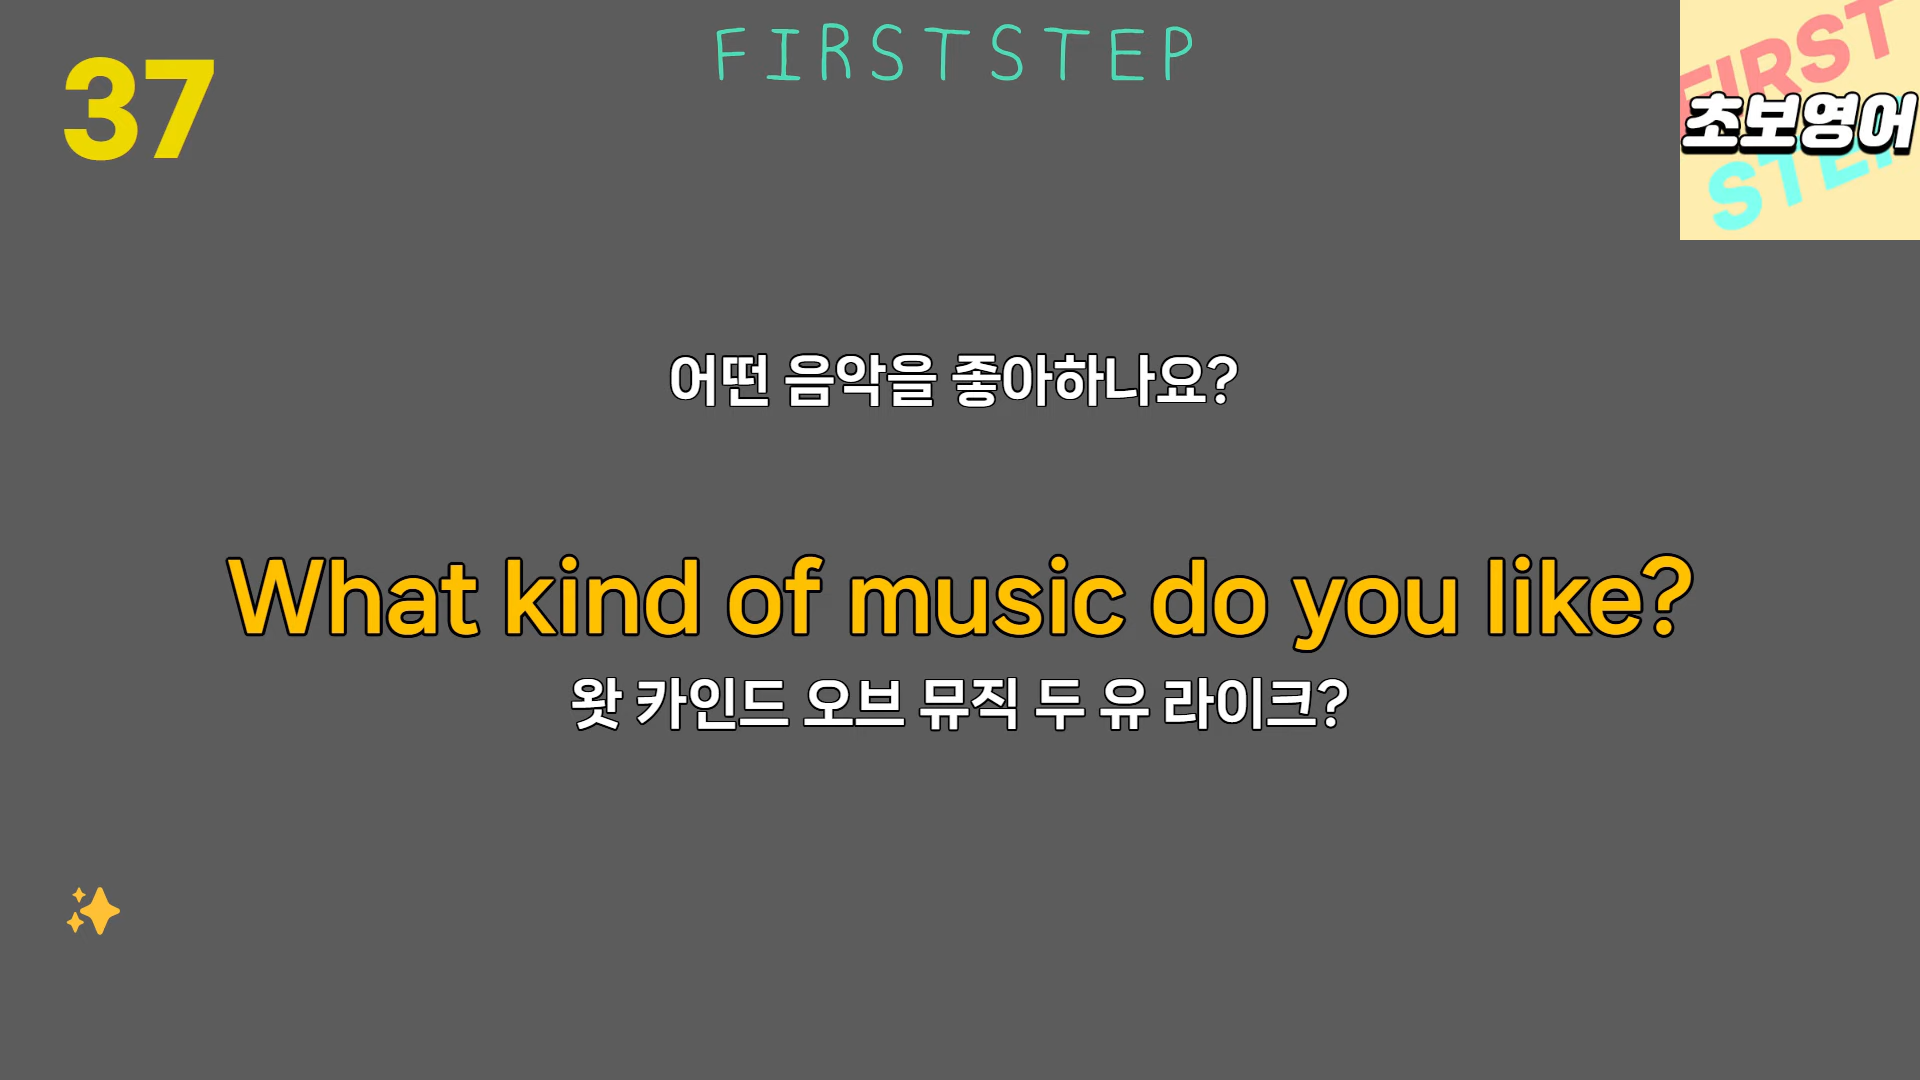 FIRSTSTEP
37
FIRST
초보영어
STEP
어떤 음악을 좋아하나요?
What kind of music do you like?
왓 카인드 오브 뮤직 두 유 라이크?